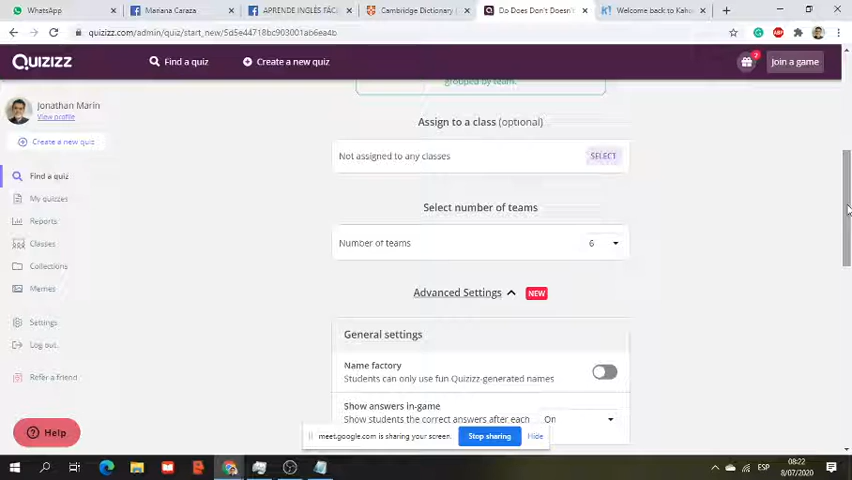 WhatsApp
Mariana Caraza
APRENDE INGLÉS FÁC
Cambridge Dictionary |
Do Does Don't Doesn'
Welcome back to Kaho
quizizz.com/admin/quiz/start_new/5d5e44718bc903001ab6ea4b
Quizizz
Find a quiz
Create a new quiz
7
Join a game
Jonathan Marin
View profile
Create a new quiz
Find a quiz
My quizzes
Reports
Classes
Collections
Memes
Settings
Log out
Refer a friend
Help
grouped by team.
Assign to a class (optional)
Not assigned to any classes
SELECT
Select number of teams
Number of teams
6
Advanced Settings
NEW
General settings
Name factory
Students can only use fun Quizizz-generated names
Show answers in-game
Show students the correct answers after each
On
meet.google.com is sharing your screen.
Stop sharing
Hide
ESP
08:22
8/07/2020